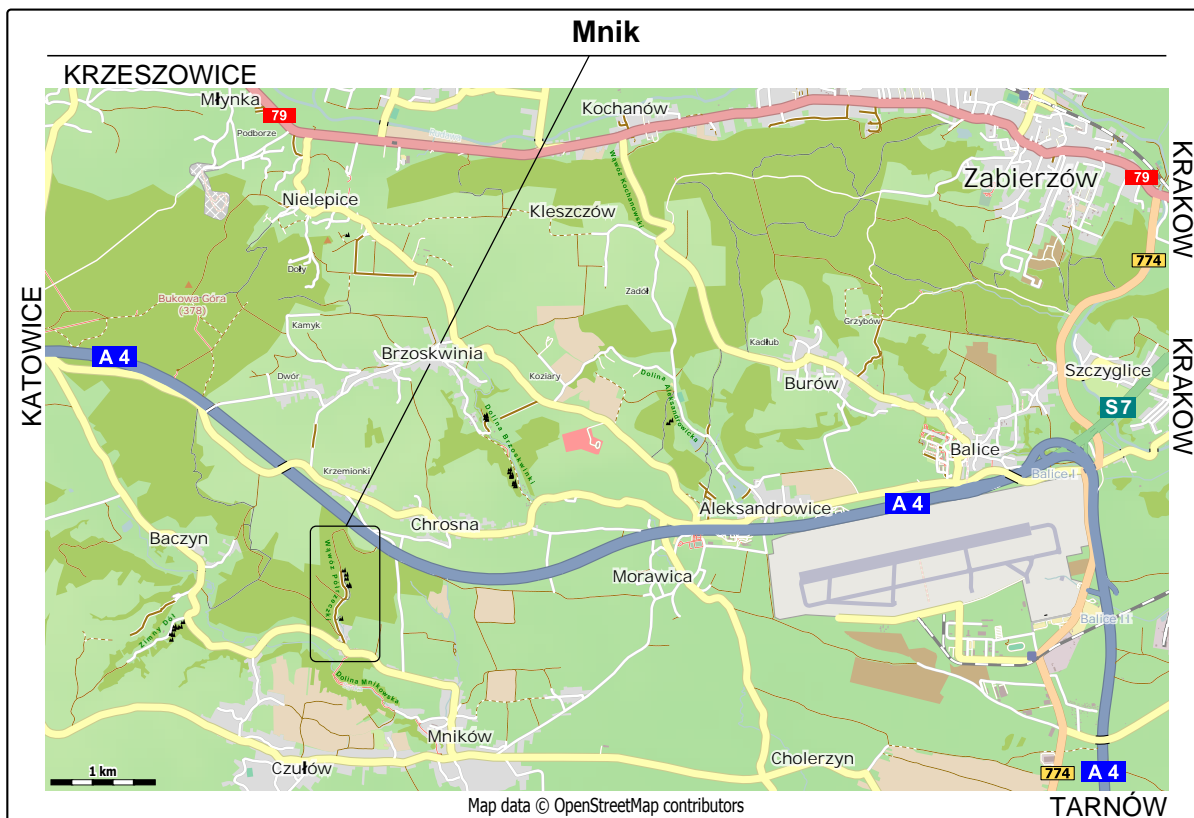 Mnik
KRZESZOWICE
Młynka
79
Podborze
Rudawa
Kochanów
Wąwóz Kochanowski
Zabierzów
79
KRAKOW
Nielepice
Kleszczów
774
Doły
Bukowa Góra
(378)
Zadół
Grzybów
Kamyk
KATOWICE
A 4
Brzoskwinia
Kadłub
Dwór
Koziary
Burów
Dolina Aleksandrowicka
Szczyglice
KRAKOW
S 7
Dolina Brzoskwinki
Balice
Krzemionki
Balice I
Chrosna
Aleksandrowice
A 4
Baczyn
Wąwóz Półrzeczki
Morawica
Zimny Dół
Balice II
Dolina Mnikowska
Mników
Czułów
Cholerzyn
1 km
774
A 4
Map data © OpenStreetMap contributors
TARNÓW